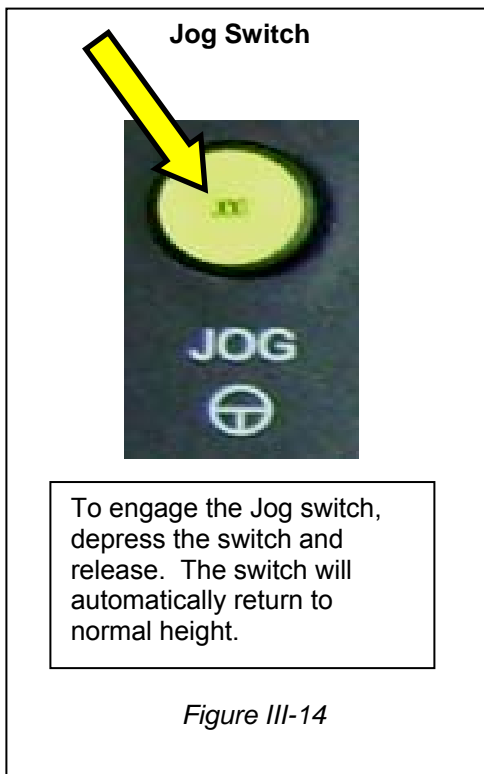 Jog Switch
JOG
To engage the Jog switch,
depress the switch and
release.  The switch will
automatically return to
normal height.
Figure III-14